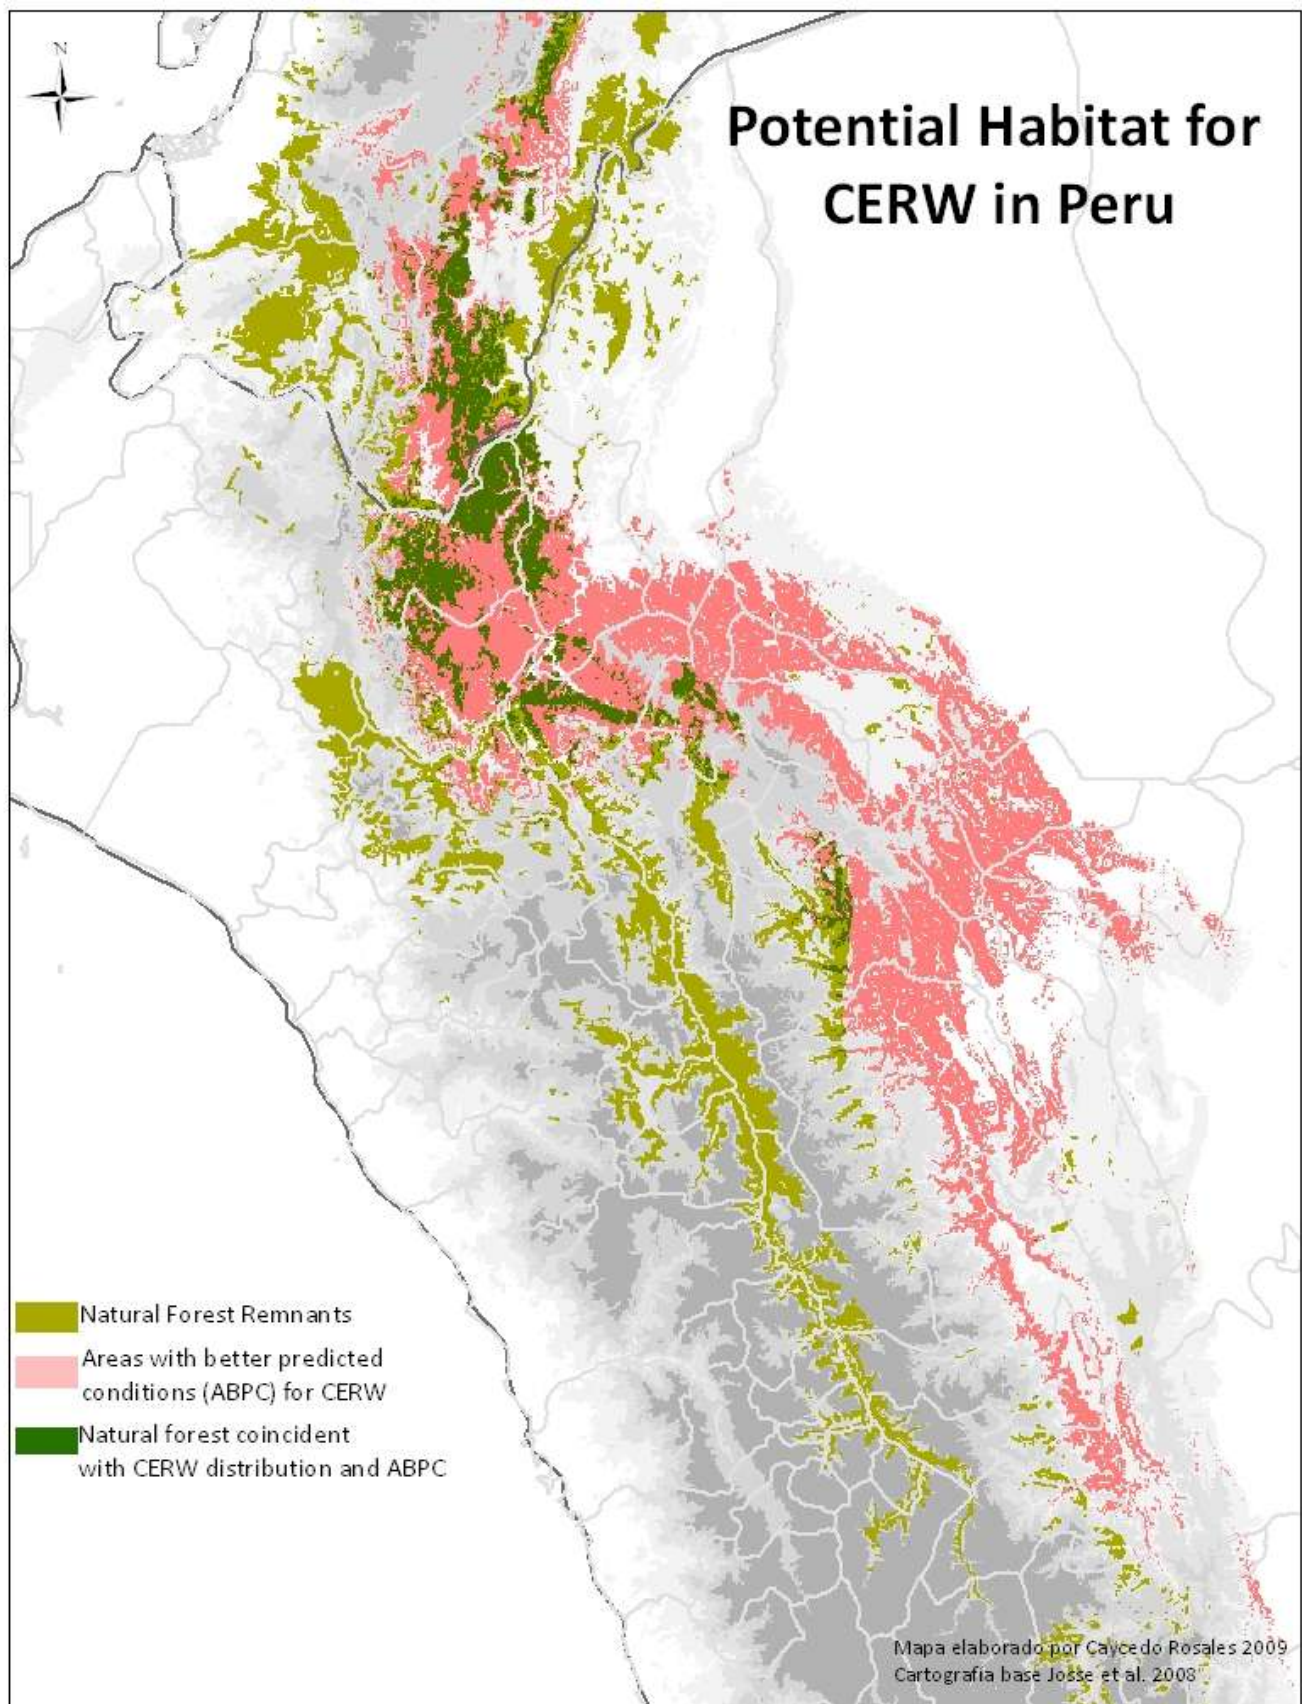 N
Potential Habitat for
CERW in Peru
Natural Forest Remnants
Areas with better predicted
conditions (ABPC) for CERW
Natural forest coincident
with CERW distribution and ABPC
Mapa elaborado por Caycedo Rosales 2009
Cartografia base Josse et al. 2008